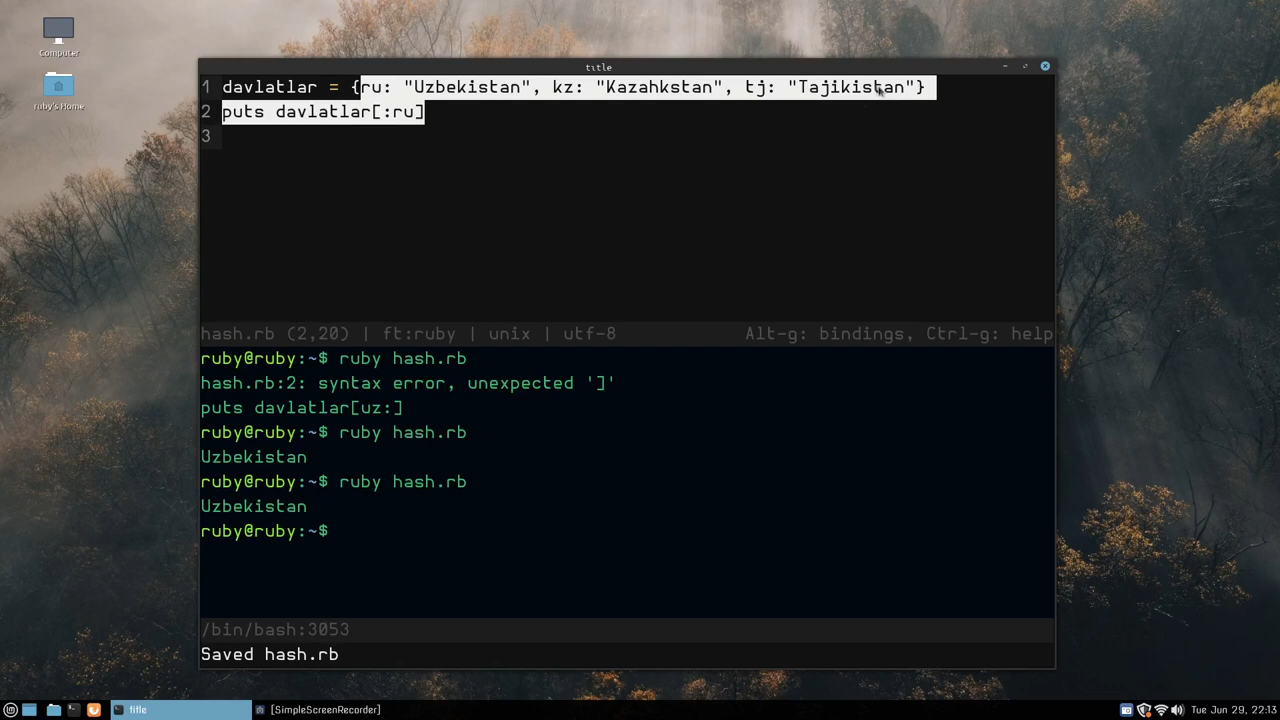 Computer
ruby's Home
title
1 davlatlar = {ru: "Uzbekistan", kz: "Kazahkstan", tj: "Tajikistan"}
2 puts davlatlar[:ru]
3
hash.rb (2,20) | ft:ruby | unix | utf-8 Alt-g: bindings, Ctrl-g: help
ruby@ruby:~$ ruby hash.rb
hash.rb:2: syntax error, unexpected ']'
puts davlatlar[uz:]
ruby@ruby:~$ ruby hash.rb
Uzbekistan
ruby@ruby:~$ ruby hash.rb
Uzbekistan
ruby@ruby:~$
/bin/bash:3053
Saved hash.rb
title [SimpleScreenRecorder] Tue Jun 29, 22:13